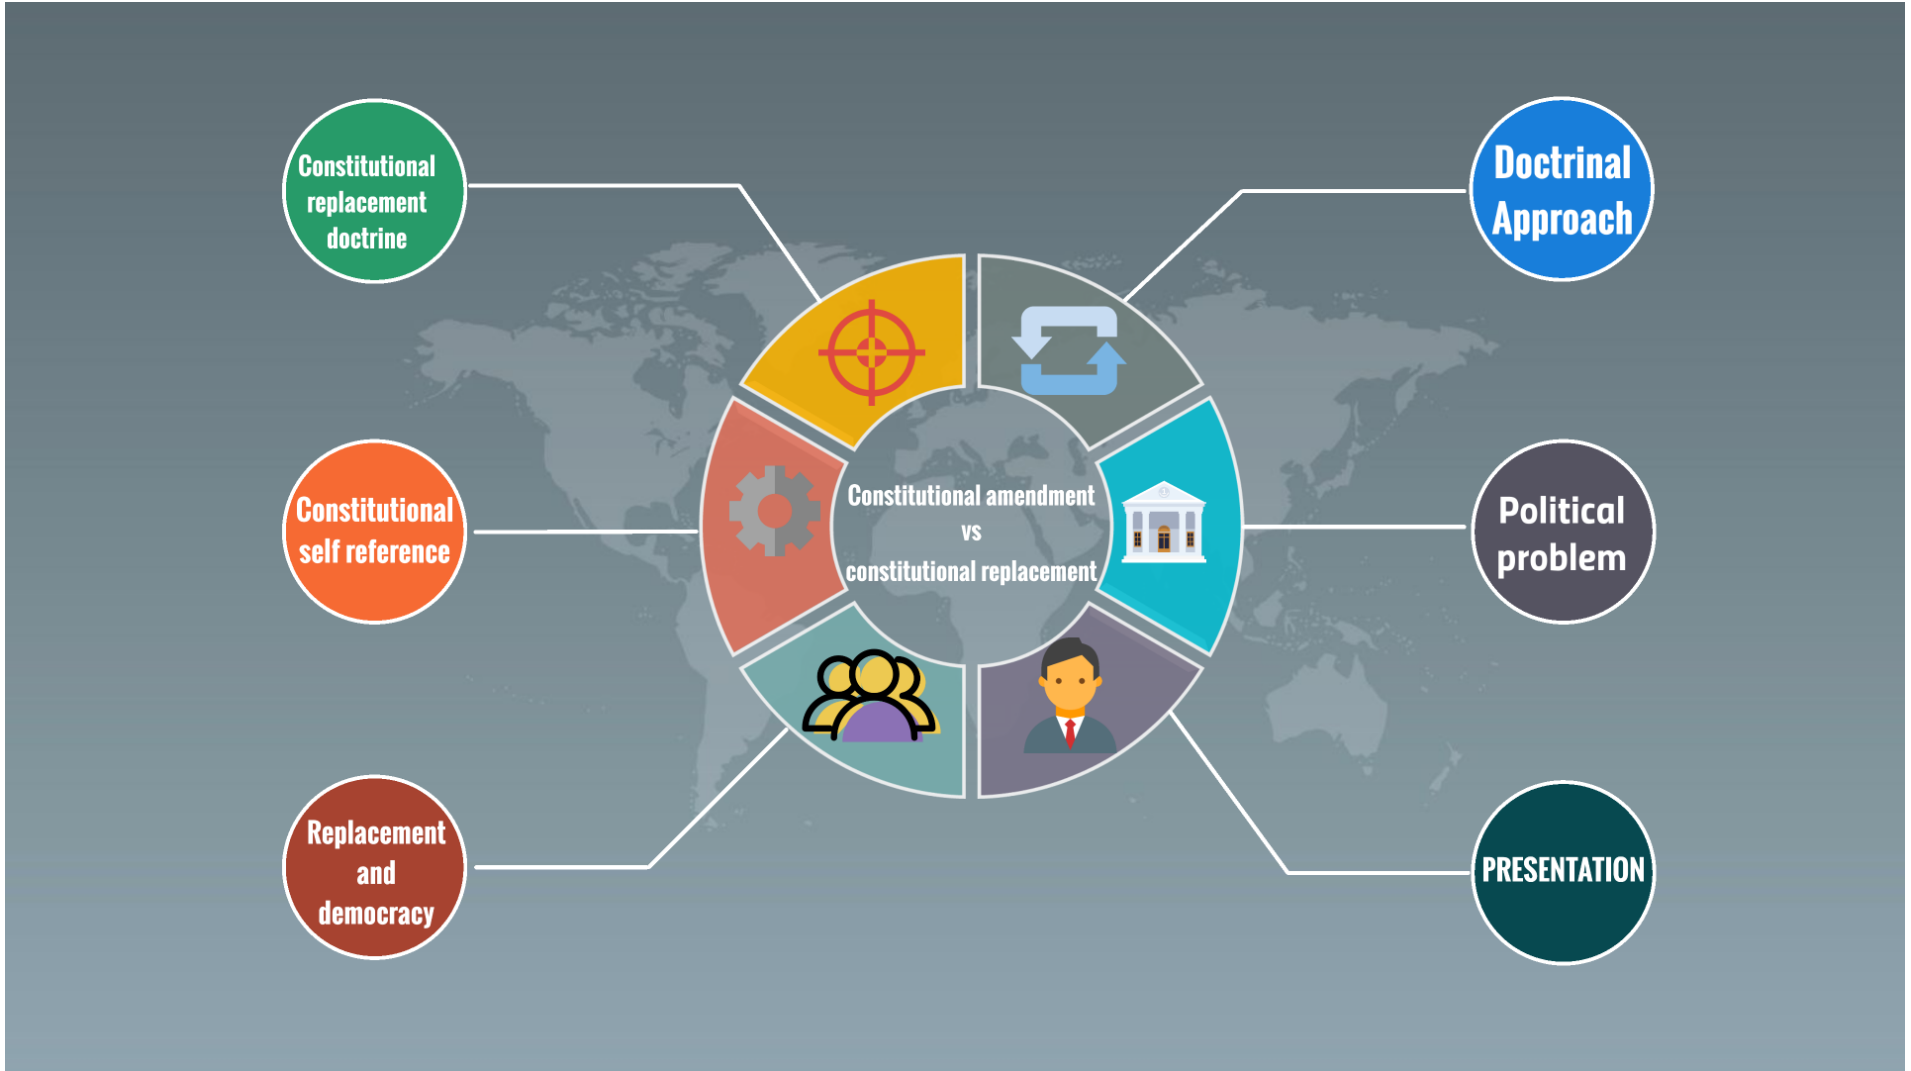 Constitutional
replacement
doctrine
Doctrinal
Approach
Constitutional
self reference
Constitutional amendment
vs
constitutional replacement
Political
problem
Replacement
and
democracy
PRESENTATION